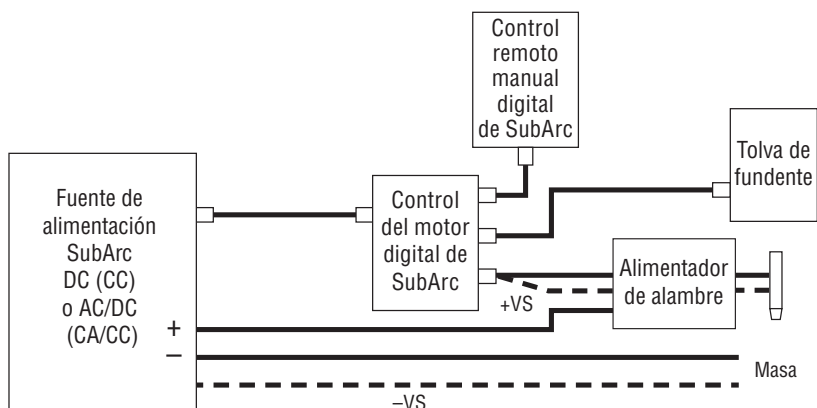 Control
remoto
manual
digital
de SubArc
Tolva de
fundente
Fuente de
alimentación
SubArc
DC (CC)
o AC/DC
(CA/CC)
Control
del motor
digital de
SubArc
Alimentador
de alambre
+VS
+
–
Masa
–VS